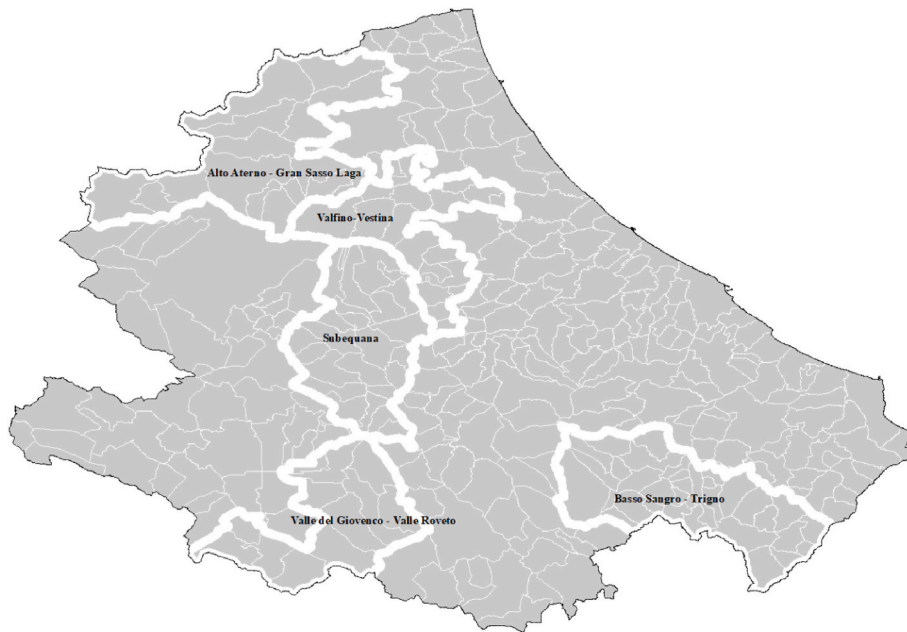 Alto Aterno - Gran Sasso Laga
Valfino-Vestina
Subequana
Basso Sangro - Trigno
Valle del Giovenco - Valle Roveto